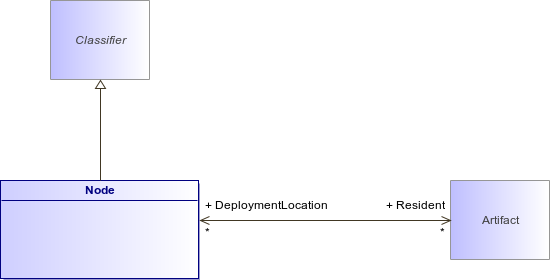 Classifier
Node
+ DeploymentLocation
+ Resident
*
*
Artifact